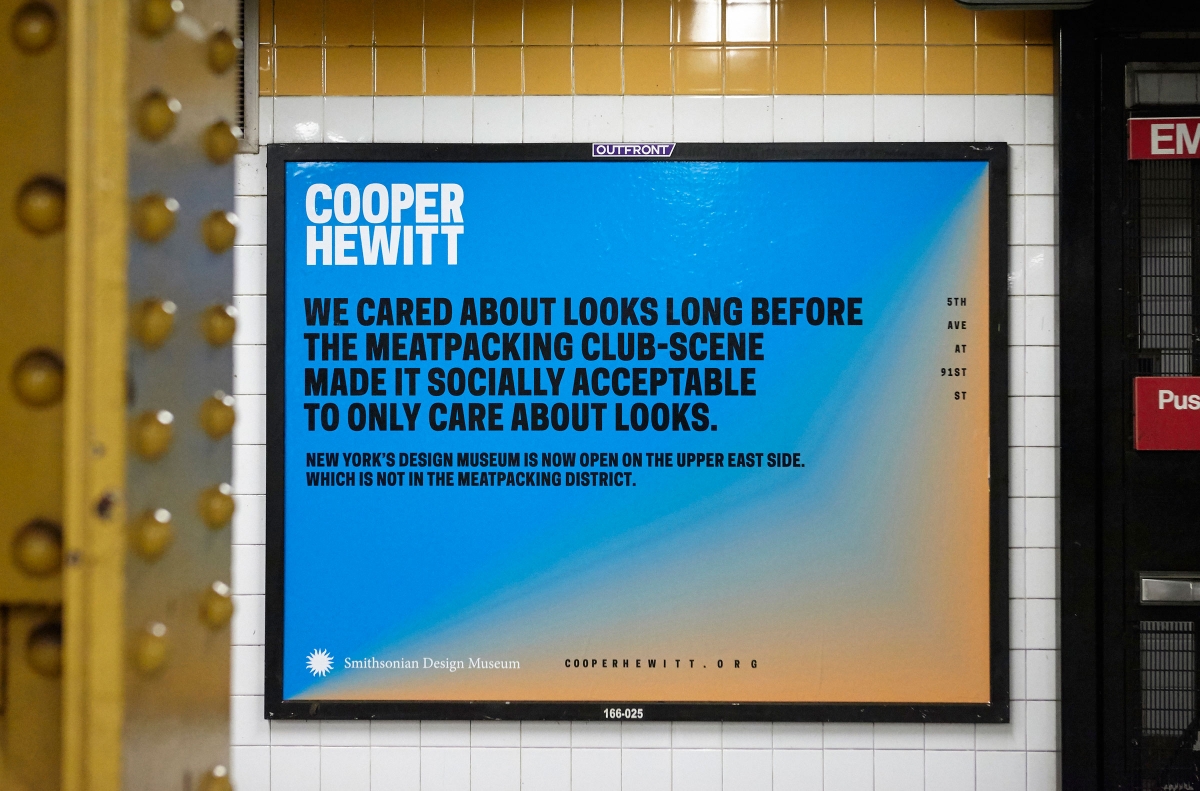 OUTFRONT/
COOPER
HEWITT
WE CARED ABOUT LOOKS LONG BEFORE
THE MEATPACKING CLUB-SCENE
MADE IT SOCIALLY ACCEPTABLE
TO ONLY CARE ABOUT LOOKS.
NEW YORK'S DESIGN MUSEUM IS NOW OPEN ON THE UPPER EAST SIDE.
WHICH IS NOT IN THE MEATPACKING DISTRICT.
5TH
AVE
AT
91ST
ST
Smithsonian Design Museum
COOPERHEWITT.ORG
166-025
EM
Pus